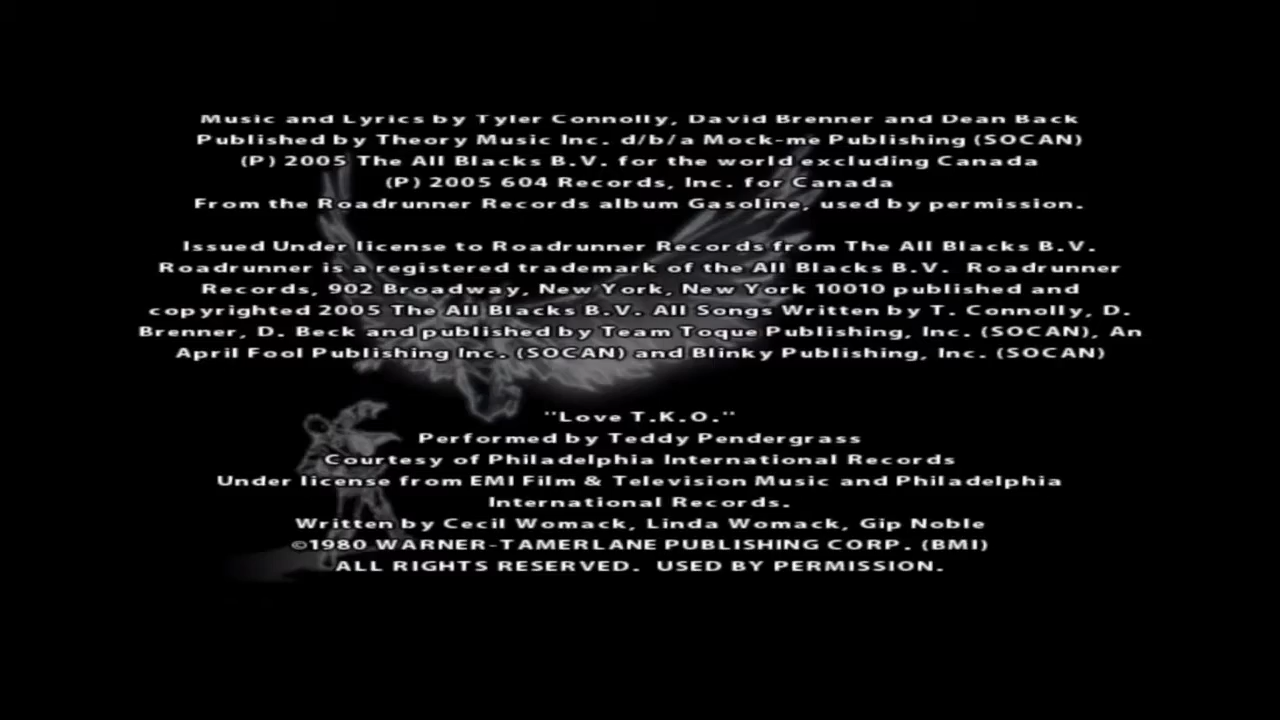 Music and Lyrics by Tyler Connolly, David Brenner and Dean Back
Published by Theory Music Inc. d/b/a Mock-me Publishing (SOCAN)
(P) 2005 The All Blacks B.V. for the world excluding Canada
(P) 2005 604 Records, Inc. for Canada
From the Roadrunner Records album Gasoline, used by permission.
Issued Under license to Roadrunner Records from The All Blacks B.V.
Roadrunner is a registered trademark of the All Blacks B.V. Roadrunner
Records, 902 Broadway, New York, New York 10010 published and
copyrighted 2005 The All Blacks B.V. All Songs Written by T. Connolly, D.
Brenner, D. Beck and published by Team Toque Publishing, Inc. (SOCAN), An
April Fool Publishing Inc. (SOCAN) and Blinky Publishing, Inc. (SOCAN)
"Love T.K.O."
Performed by Teddy Pendergrass
Courtesy of Philadelphia International Records
Under license from EMI Film & Television Music and Philadelphia
International Records.
Written by Cecil Womack, Linda Womack, Gip Noble
©1980 WARNER-TAMERLANE PUBLISHING CORP. (BMI)
ALL RIGHTS RESERVED. USED BY PERMISSION.